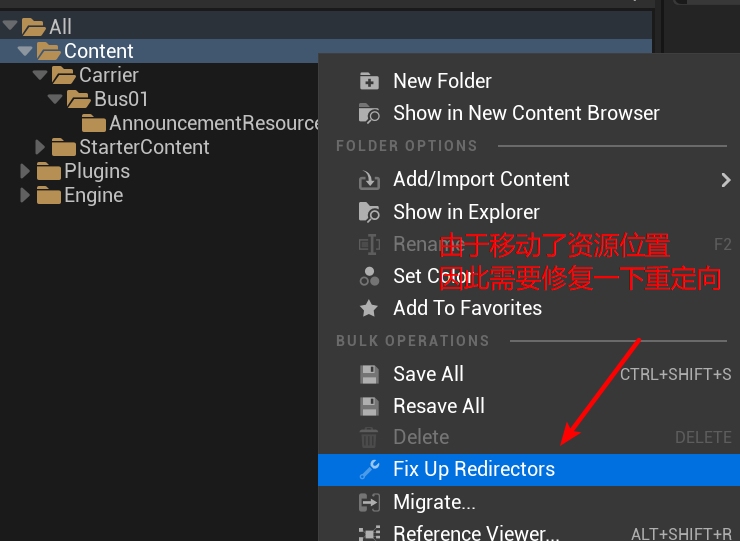 All
Content
Carrier
Bus01
AnnouncementResource
StarterContent
Plugins
Engine
New Folder
Show in New Content Browser
FOLDER OPTIONS
Add/Import Content
Show in Explorer
Rename F2
由于移动了资源位置
Set Color
因此需要修复一下重定向
Add To Favorites
BULK OPERATIONS
Save All CTRL+SHIFT+S
Resave All
Delete DELETE
Fix Up Redirectors
Migrate...
Reference Viewer... ALT+SHIFT+R